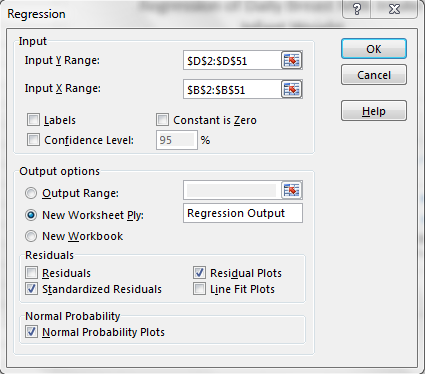 Regression
Input
Input Y Range: $D$2:$D$51
Input X Range: $B$2:$B$51
Labels Constant is Zero
Confidence Level: 95 %
OK
Cancel
Help
Output options
Output Range:
New Worksheet Ply: Regression Output
New Workbook
Residuals
Residuals Residual Plots
Standardized Residuals Line Fit Plots
Normal Probability
Normal Probability Plots